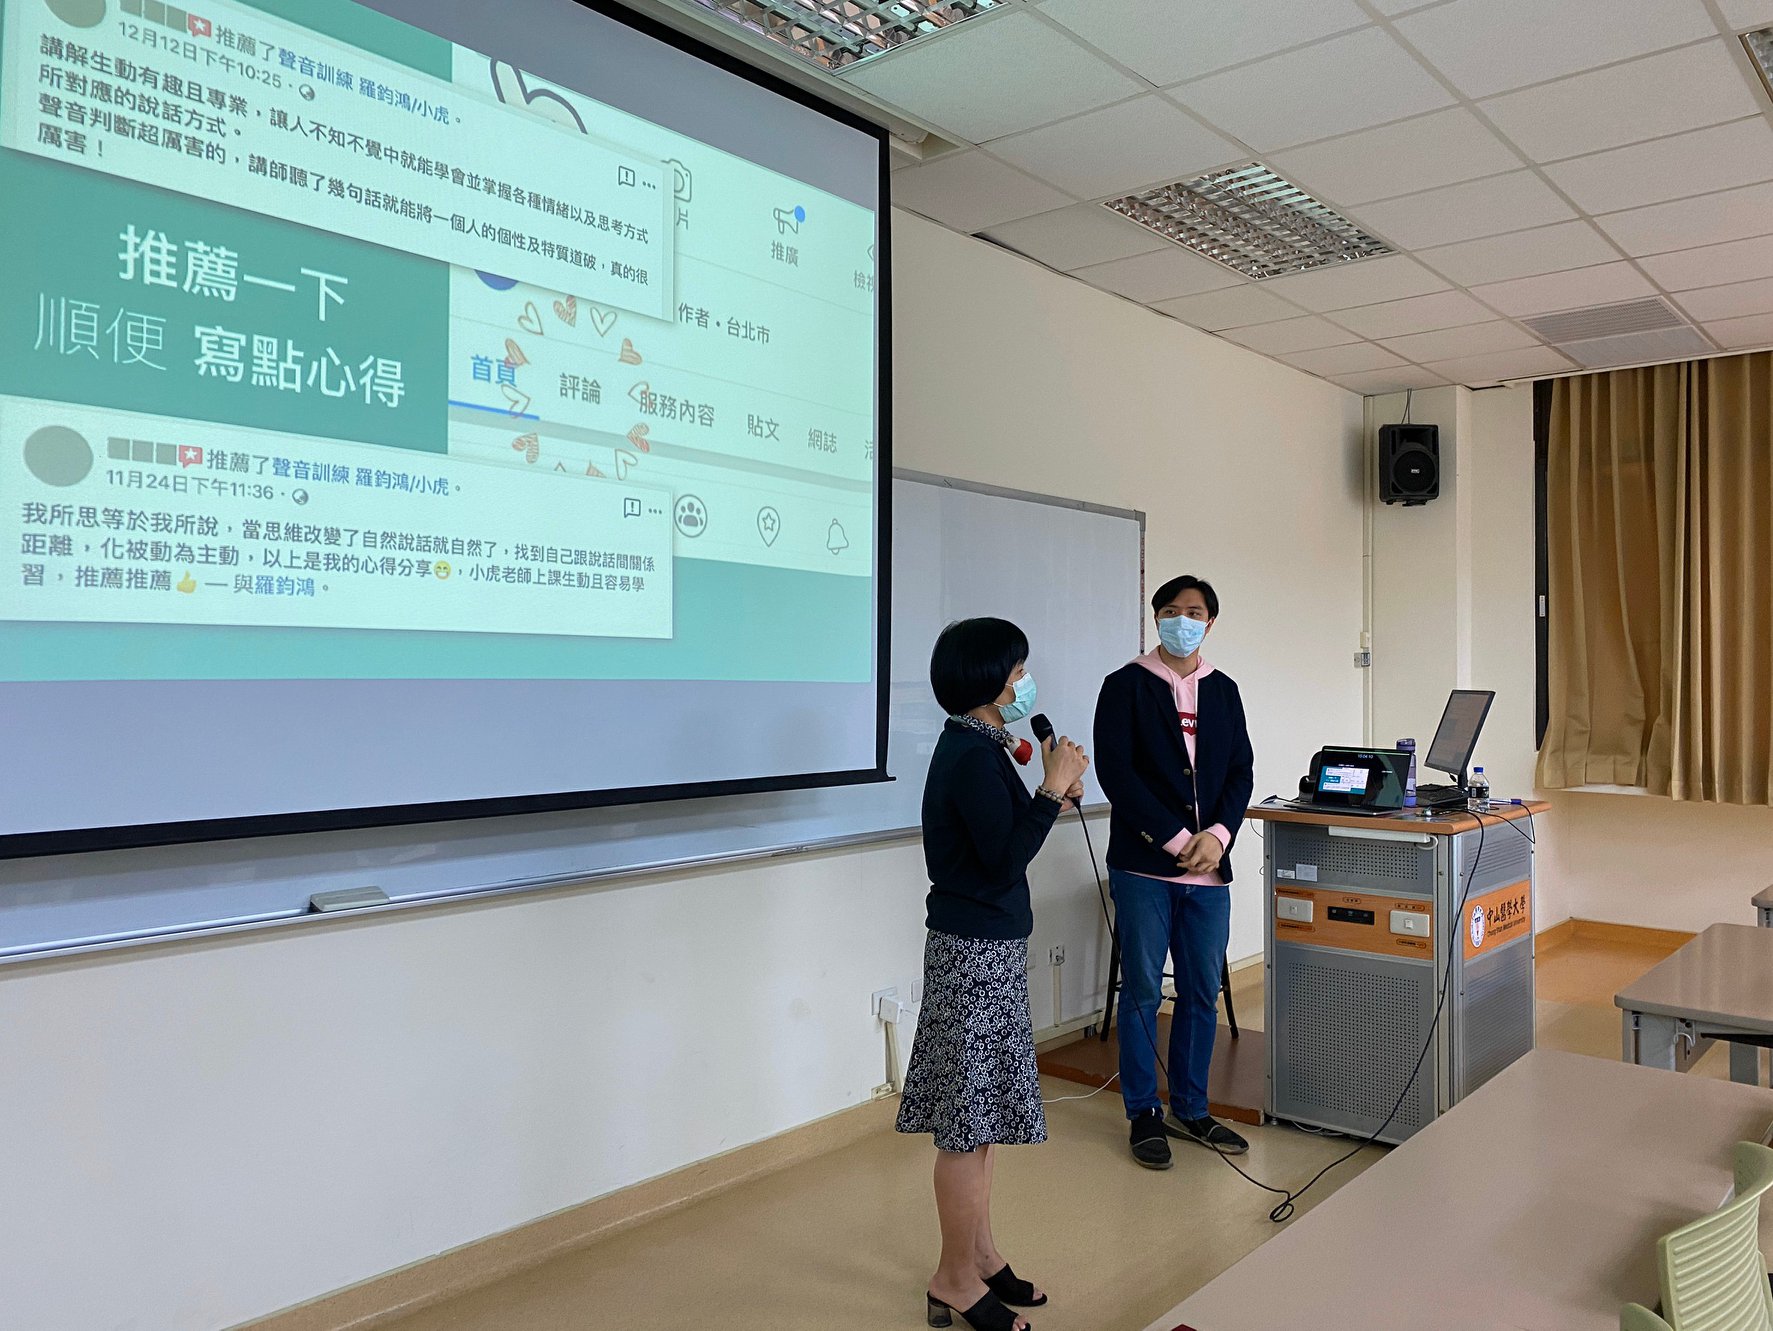 推薦了聲音訓練 羅鈞鴻/小虎。
12月12日下午10:25
講解生動有趣且專業,讓人不知不覺中就能學會並掌握各種情緒以及思考方式
所對應的說話方式。
聲音判斷超厲害的,講師聽了幾句話就能將一個人的個性及特質道破,真的很
厲害!
推薦一下
順便 寫點心得
推薦了聲音訓練 羅鈞鴻/小虎。
11月24日下午11:36
我所思等於我所說,當思維改變了自然說話就自然了,找到自己跟說話間關係
距離,化被動為主動,以上是我的心得分享😁,小虎老師上課生動且容易學
習,推薦推薦👍 — 與羅鈞鴻。
片
推廣
檢視
作者 • 台北市
首頁 評論 服務內容 貼文 網誌 活
中山醫學大學